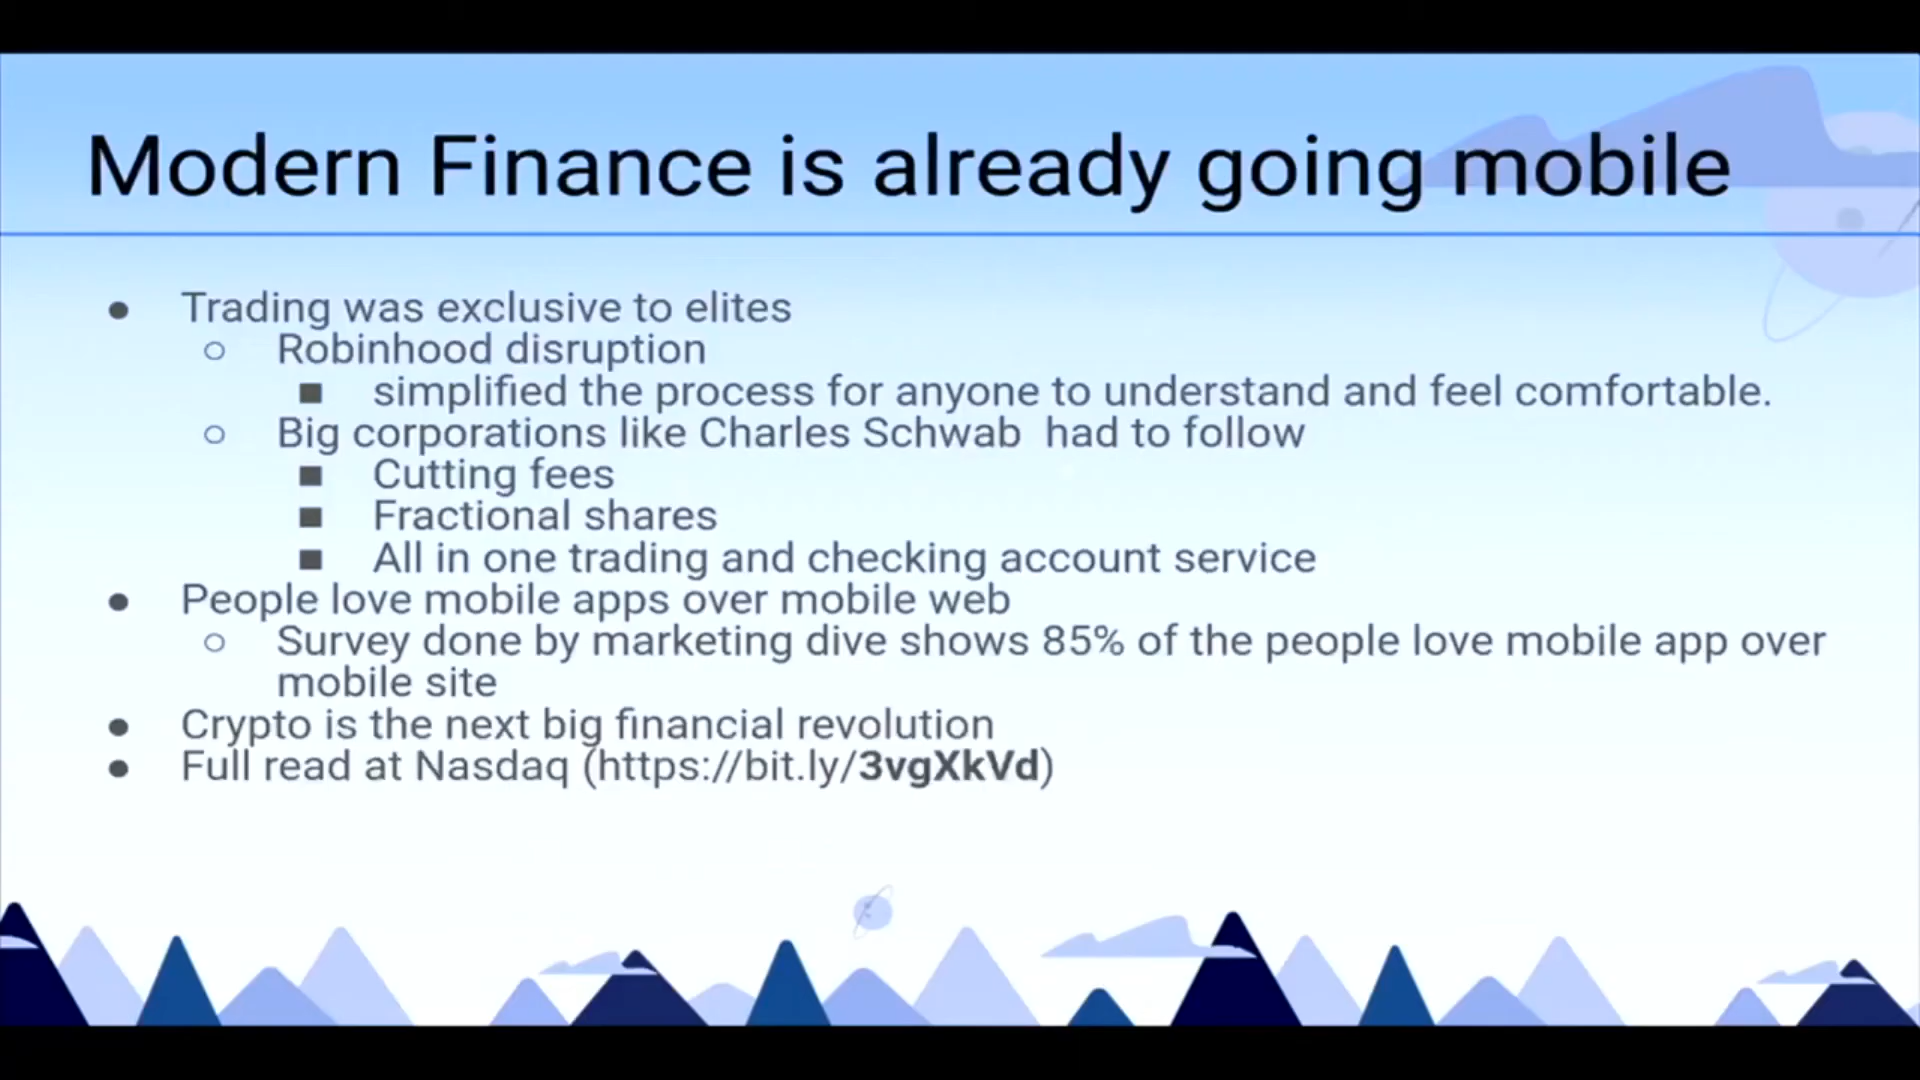 Modern Finance is already going mobile
● Trading was exclusive to elites
○ Robinhood disruption
■ simplified the process for anyone to understand and feel comfortable.
○ Big corporations like Charles Schwab  had to follow
■ Cutting fees
■ Fractional shares
■ All in one trading and checking account service
● People love mobile apps over mobile web
○ Survey done by marketing dive shows 85% of the people love mobile app over
mobile site
● Crypto is the next big financial revolution
● Full read at Nasdaq (https://bit.ly/3vgXkVd)